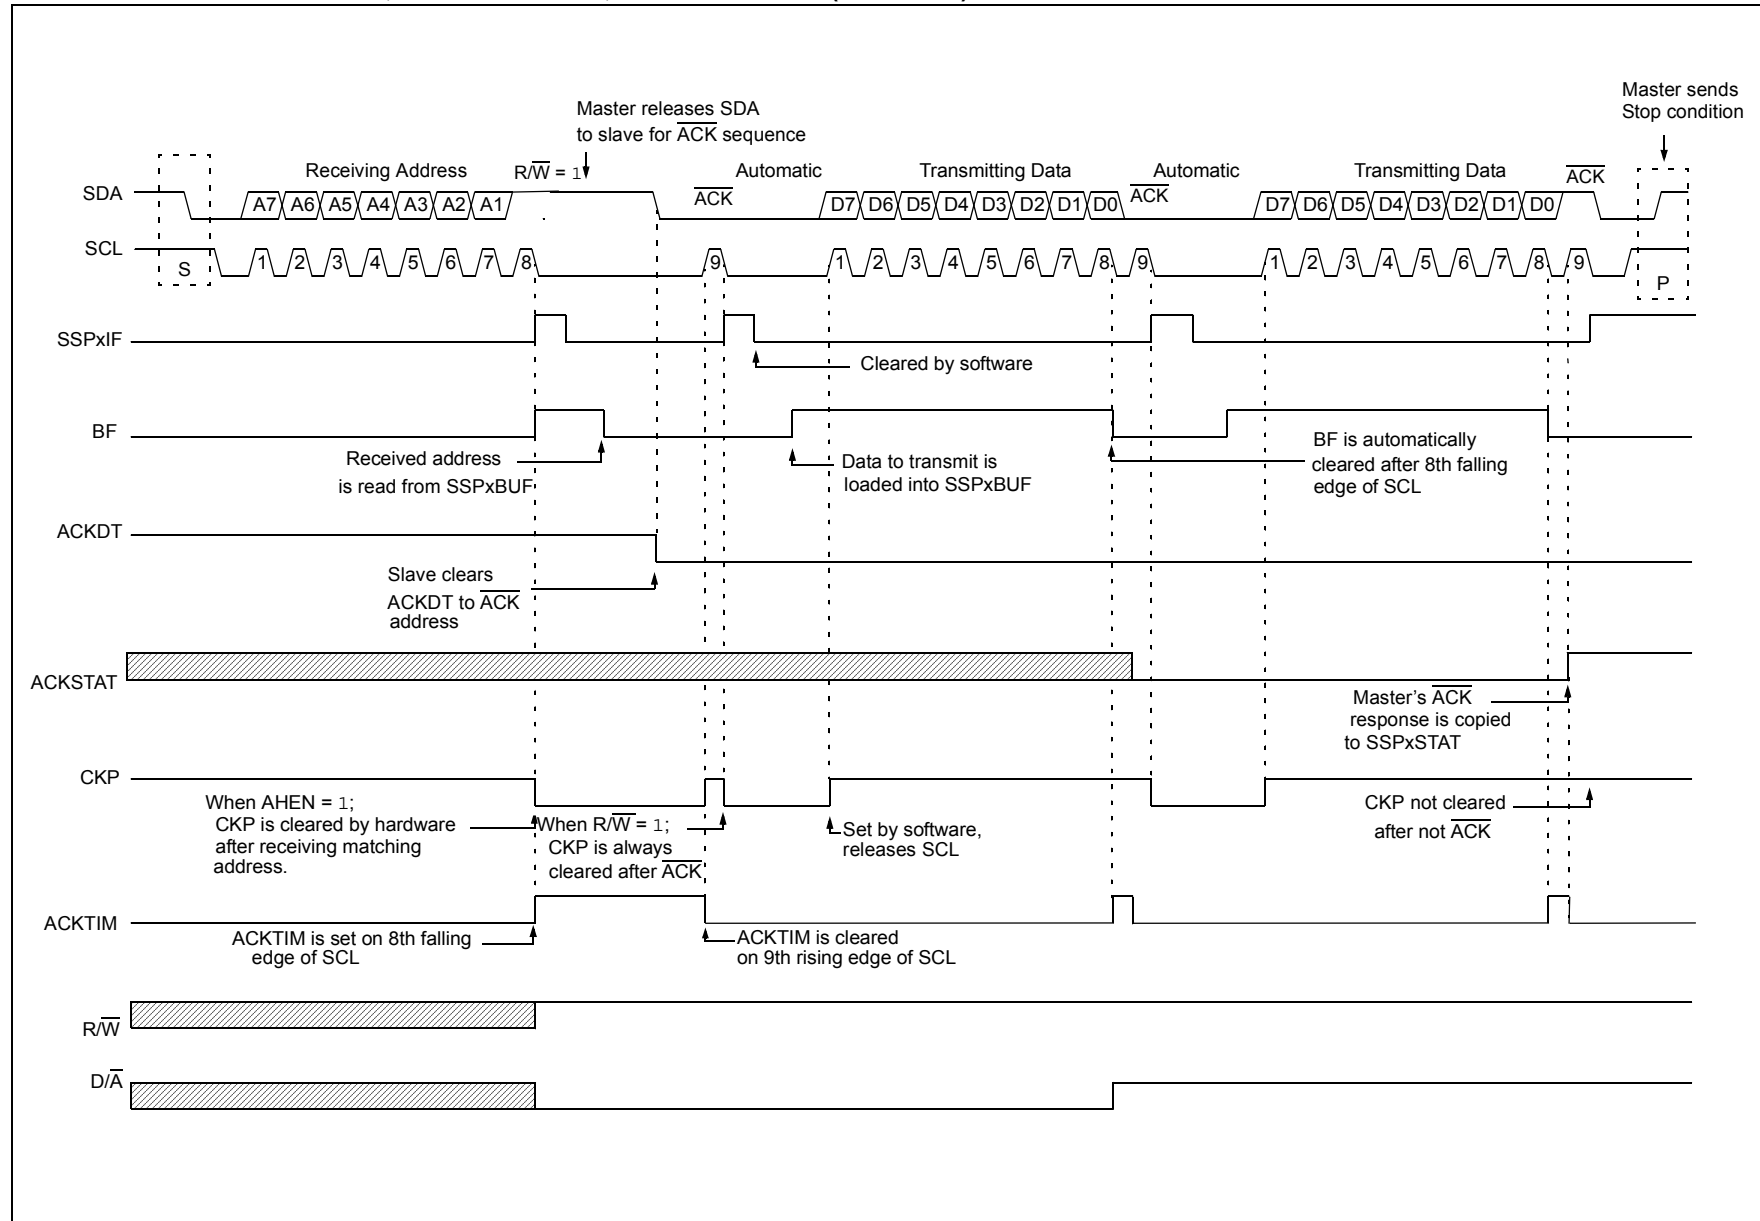 Master sends
Stop condition
Master releases SDA
to slave for ACK sequence
Receiving Address
R/W = 1
Automatic
Transmitting Data
Automatic
Transmitting Data
ACK
SDA
A7 A6 A5 A4 A3 A2 A1
ACK
D7 D6 D5 D4 D3 D2 D1 D0
ACK
D7 D6 D5 D4 D3 D2 D1 D0
SCL
S
1 2 3 4 5 6 7 8
9
1 2 3 4 5 6 7 8 9
1 2 3 4 5 6 7 8 9
P
SSPxIF
Cleared by software
BF
Received address
is read from SSPxBUF
Data to transmit is
loaded into SSPxBUF
BF is automatically
cleared after 8th falling
edge of SCL
ACKDT
Slave clears
ACKDT to ACK
address
ACKSTAT
Master's ACK
response is copied
to SSPxSTAT
CKP
When AHEN = 1;
CKP is cleared by hardware
after receiving matching
address.
When R/W = 1;
CKP is always
cleared after ACK
Set by software,
releases SCL
CKP not cleared
after not ACK
ACKTIM
ACKTIM is set on 8th falling
edge of SCL
ACKTIM is cleared
on 9th rising edge of SCL
R/W
D/A